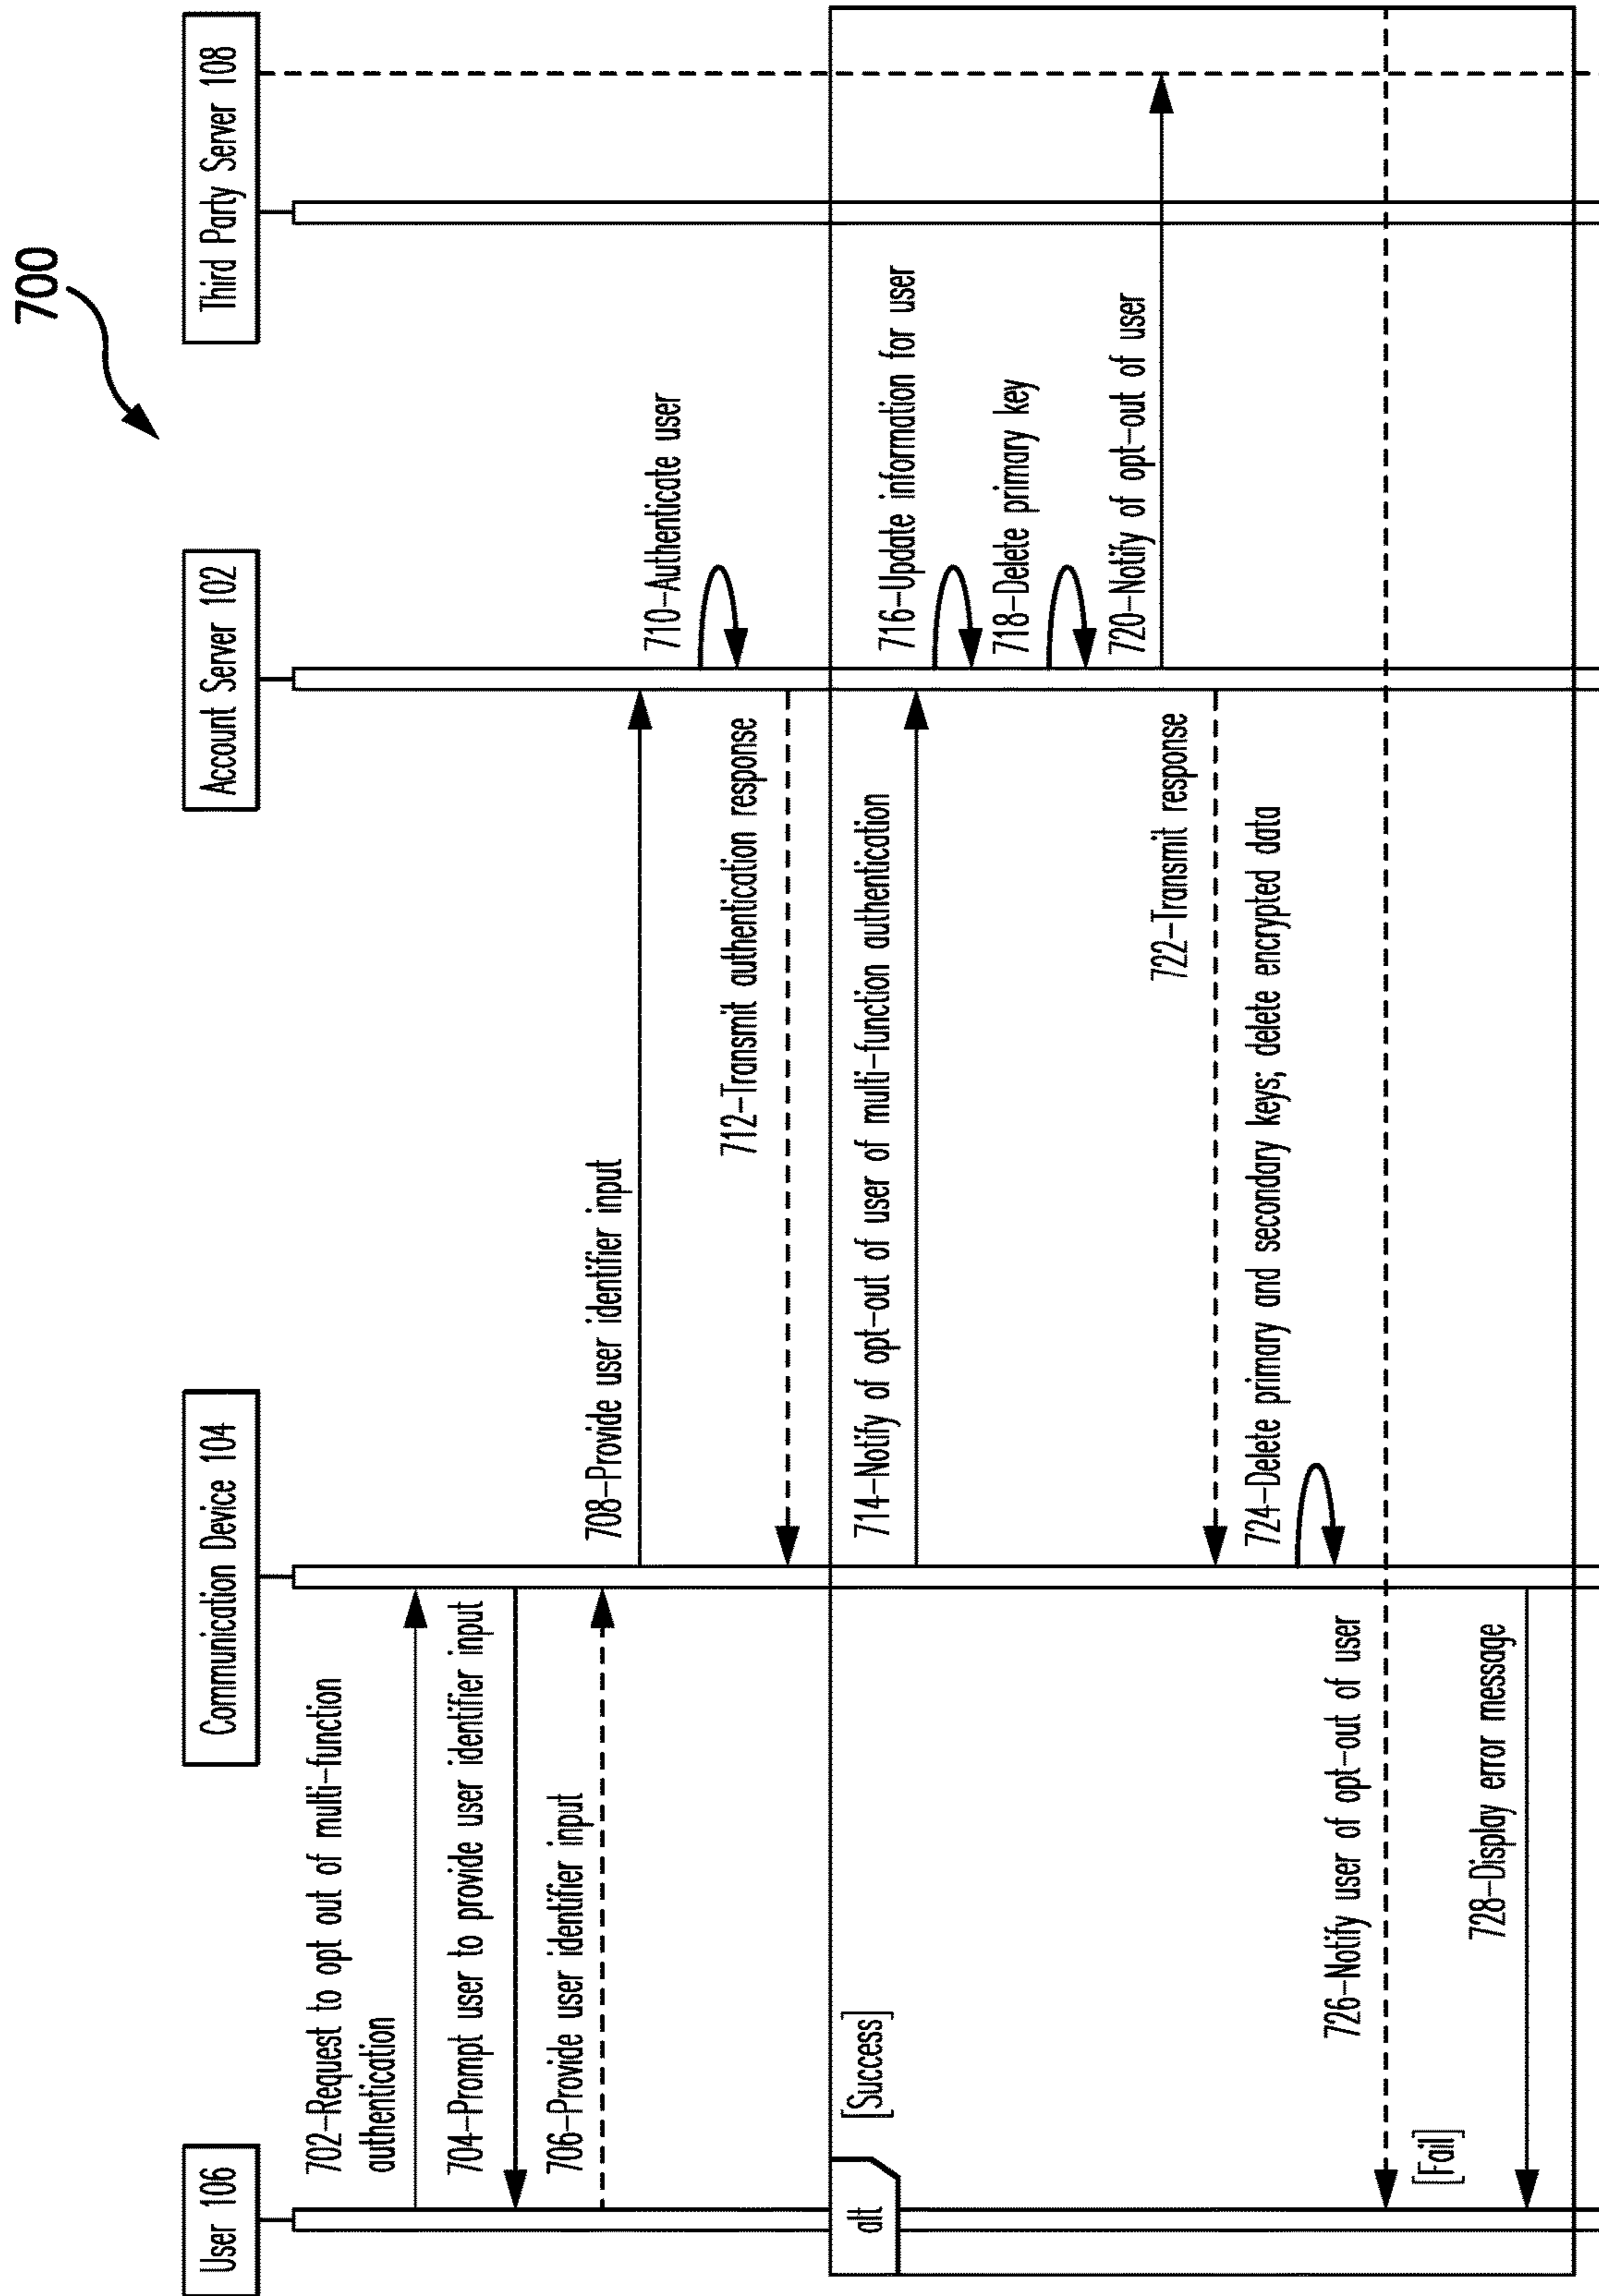 700
User 106
Communication Device 104
Account Server 102
Third Party Server 108
702–Request to opt out of multi–function
authentication
704–Prompt user to provide user identifier input
706–Provide user identifier input
708–Provide user identifier input
710–Authenticate user
712–Transmit authentication response
alt
[Success]
714–Notify of opt–out of user of multi–function authentication
716–Update information for user
718–Delete primary key
720–Notify of opt–out of user
722–Transmit response
724–Delete primary and secondary keys; delete encrypted data
726–Notify user of opt–out of user
[Fail]
728–Display error message